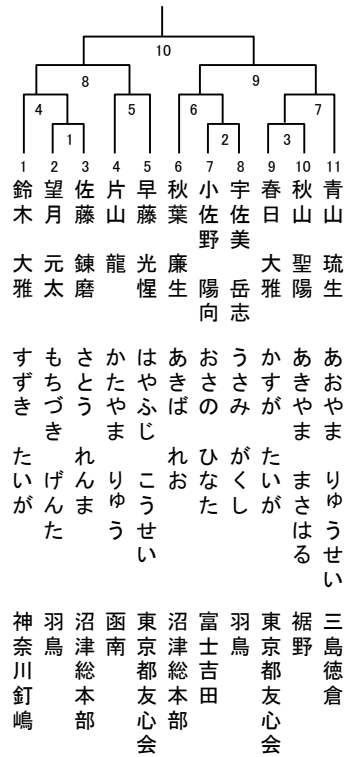 10
8
9
4
5
6
7
1
2
3
1 2 3 4 5 6 7 8 9 10 11
鈴木 大雅 すずき たいが 神奈川釘嶋
望月 元太 もちづき げんた 羽鳥
佐藤 錬磨 さとう れんま 沼津総本部
片山 龍 かたやま りゅう 函南
早藤 光惺 はやふじ こうせい 東京都友心会
秋葉 廉生 あきば れお 沼津総本部
小佐野 陽向 おさの ひなた 富士吉田
宇佐美 岳志 うさみ がくし 羽鳥
春日 大雅 かすが たいが 東京都友心会
秋山 聖陽 あきやま まさはる 裾野
青山 琉生 あおやま りゅうせい 三島徳倉